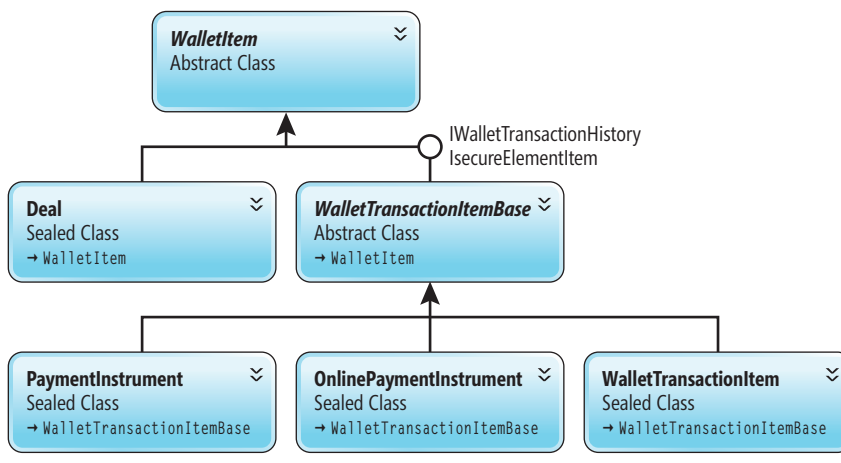 WalletItem
Abstract Class
IWalletTransactionHistory
IsecureElementItem
Deal
Sealed Class
→ WalletItem
WalletTransactionItemBase
Abstract Class
→ WalletItem
PaymentInstrument
Sealed Class
→ WalletTransactionItemBase
OnlinePaymentInstrument
Sealed Class
→ WalletTransactionItemBase
WalletTransactionItem
Sealed Class
→ WalletTransactionItemBase